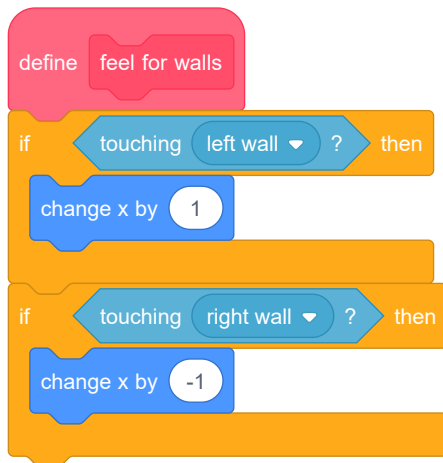 define feel for walls
if touching left wall ? then
change x by 1
if touching right wall ? then
change x by -1